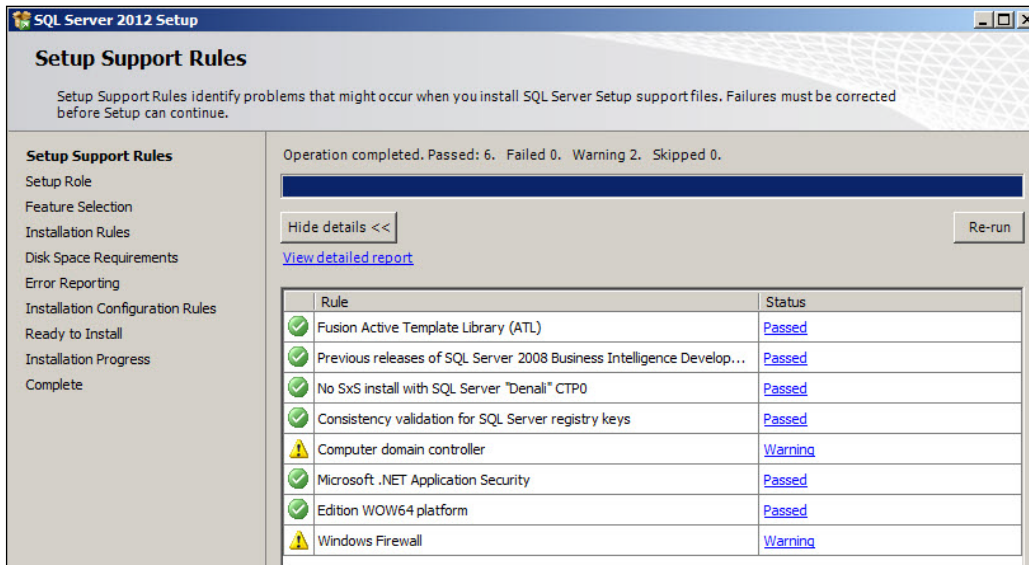 SQL Server 2012 Setup
Setup Support Rules
Setup Support Rules identify problems that might occur when you install SQL Server Setup support files. Failures must be corrected
before Setup can continue.
Setup Support Rules
Setup Role
Feature Selection
Installation Rules
Disk Space Requirements
Error Reporting
Installation Configuration Rules
Ready to Install
Installation Progress
Complete
Operation completed. Passed: 6. Failed 0. Warning 2. Skipped 0.
Hide details <<
Re-run
View detailed report
Rule Status
Fusion Active Template Library (ATL) Passed
Previous releases of SQL Server 2008 Business Intelligence Develop... Passed
No SxS install with SQL Server "Denali" CTP0 Passed
Consistency validation for SQL Server registry keys Passed
Computer domain controller Warning
Microsoft .NET Application Security Passed
Edition WOW64 platform Passed
Windows Firewall Warning